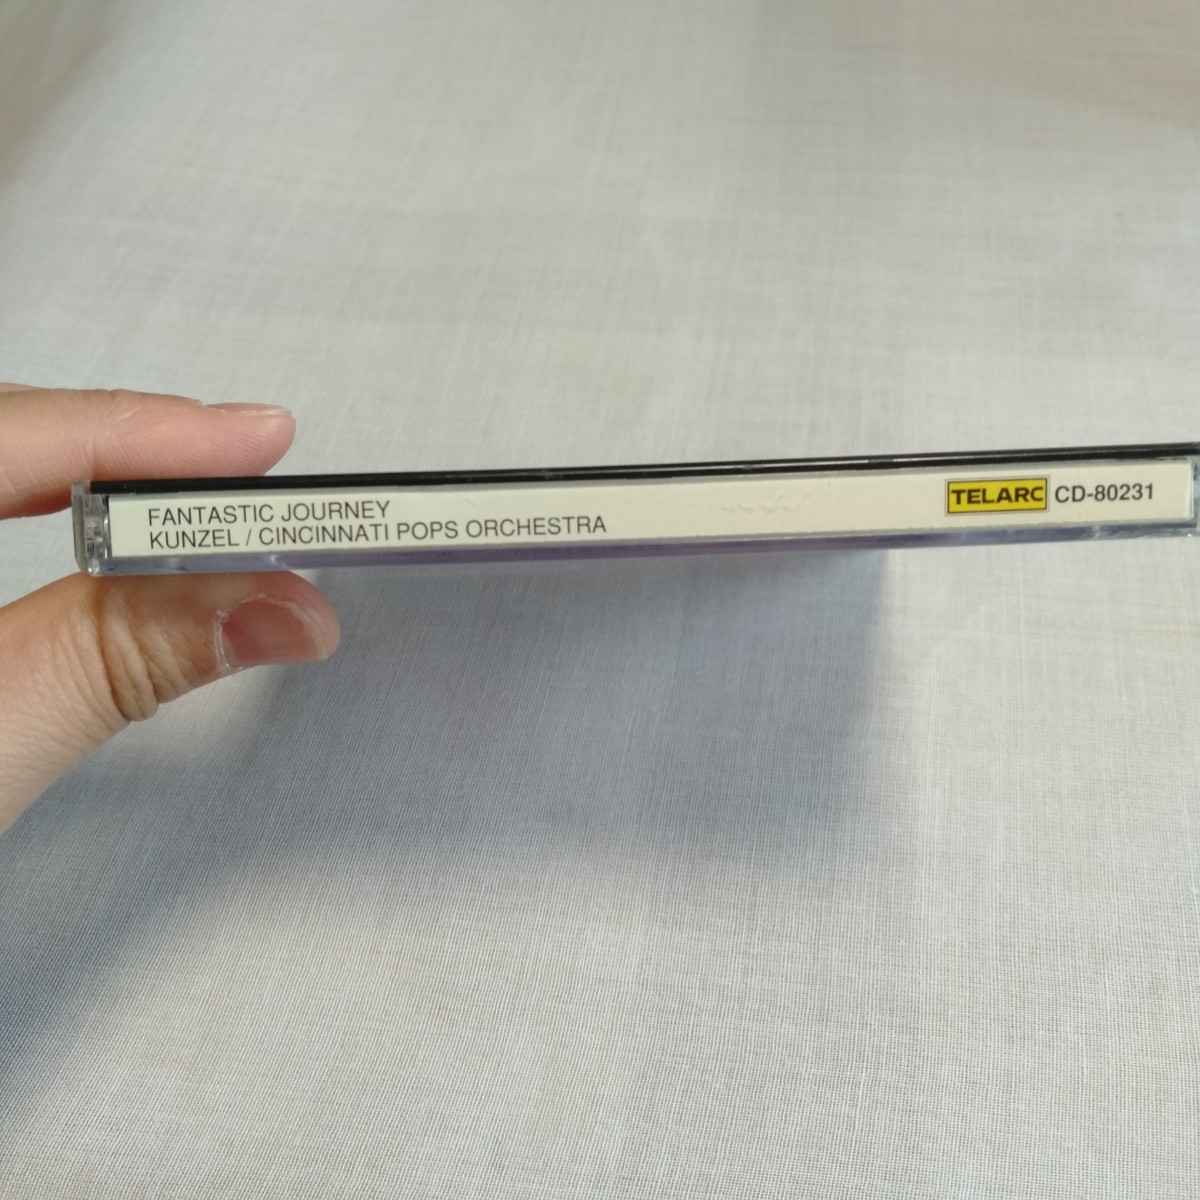 FANTASTIC JOURNEY
KUNZEL / CINCINNATI POPS ORCHESTRA
TELARC CD-80231